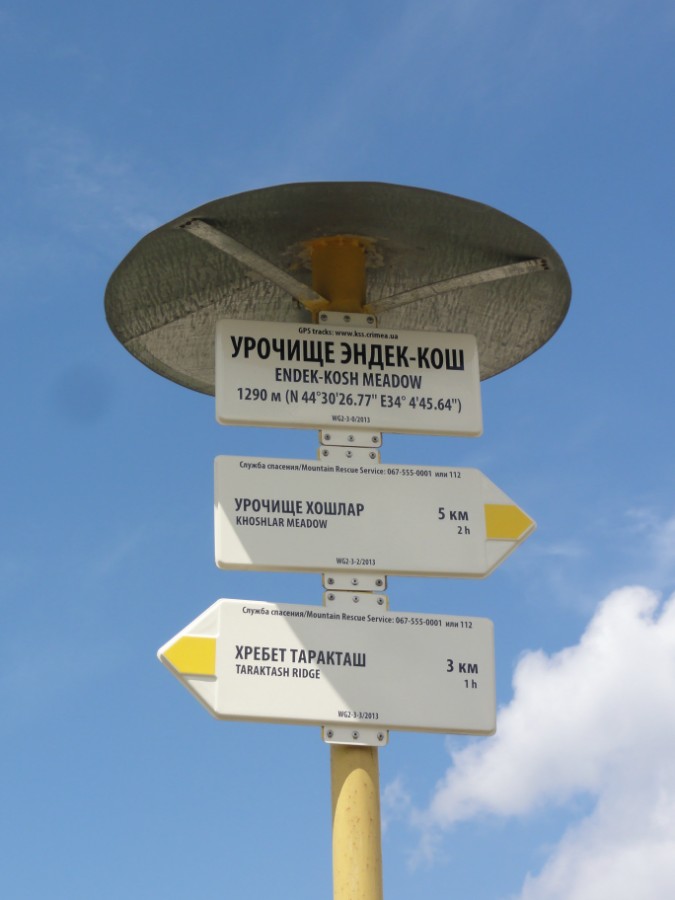 GPS tracks: www.kss.crimea.ua
УРОЧИЩЕ ЭНДЕК-КОШ
ENDEK-KOSH MEADOW
1290 м (N 44°30'26.77" E34° 4'45.64")
WG2-3-0/2013
Служба спасения/Mountain Rescue Service: 067-555-0001 или 112
УРОЧИЩЕ ХОШЛАР 5 км
KHOSHLAR MEADOW 2 h
WG2-3-2/2013
Служба спасения/Mountain Rescue Service: 067-555-0001 или 112
ХРЕБЕТ ТАРАКТАШ 3 км
TARAKTASH RIDGE 1 h
WG2-3-3/2013